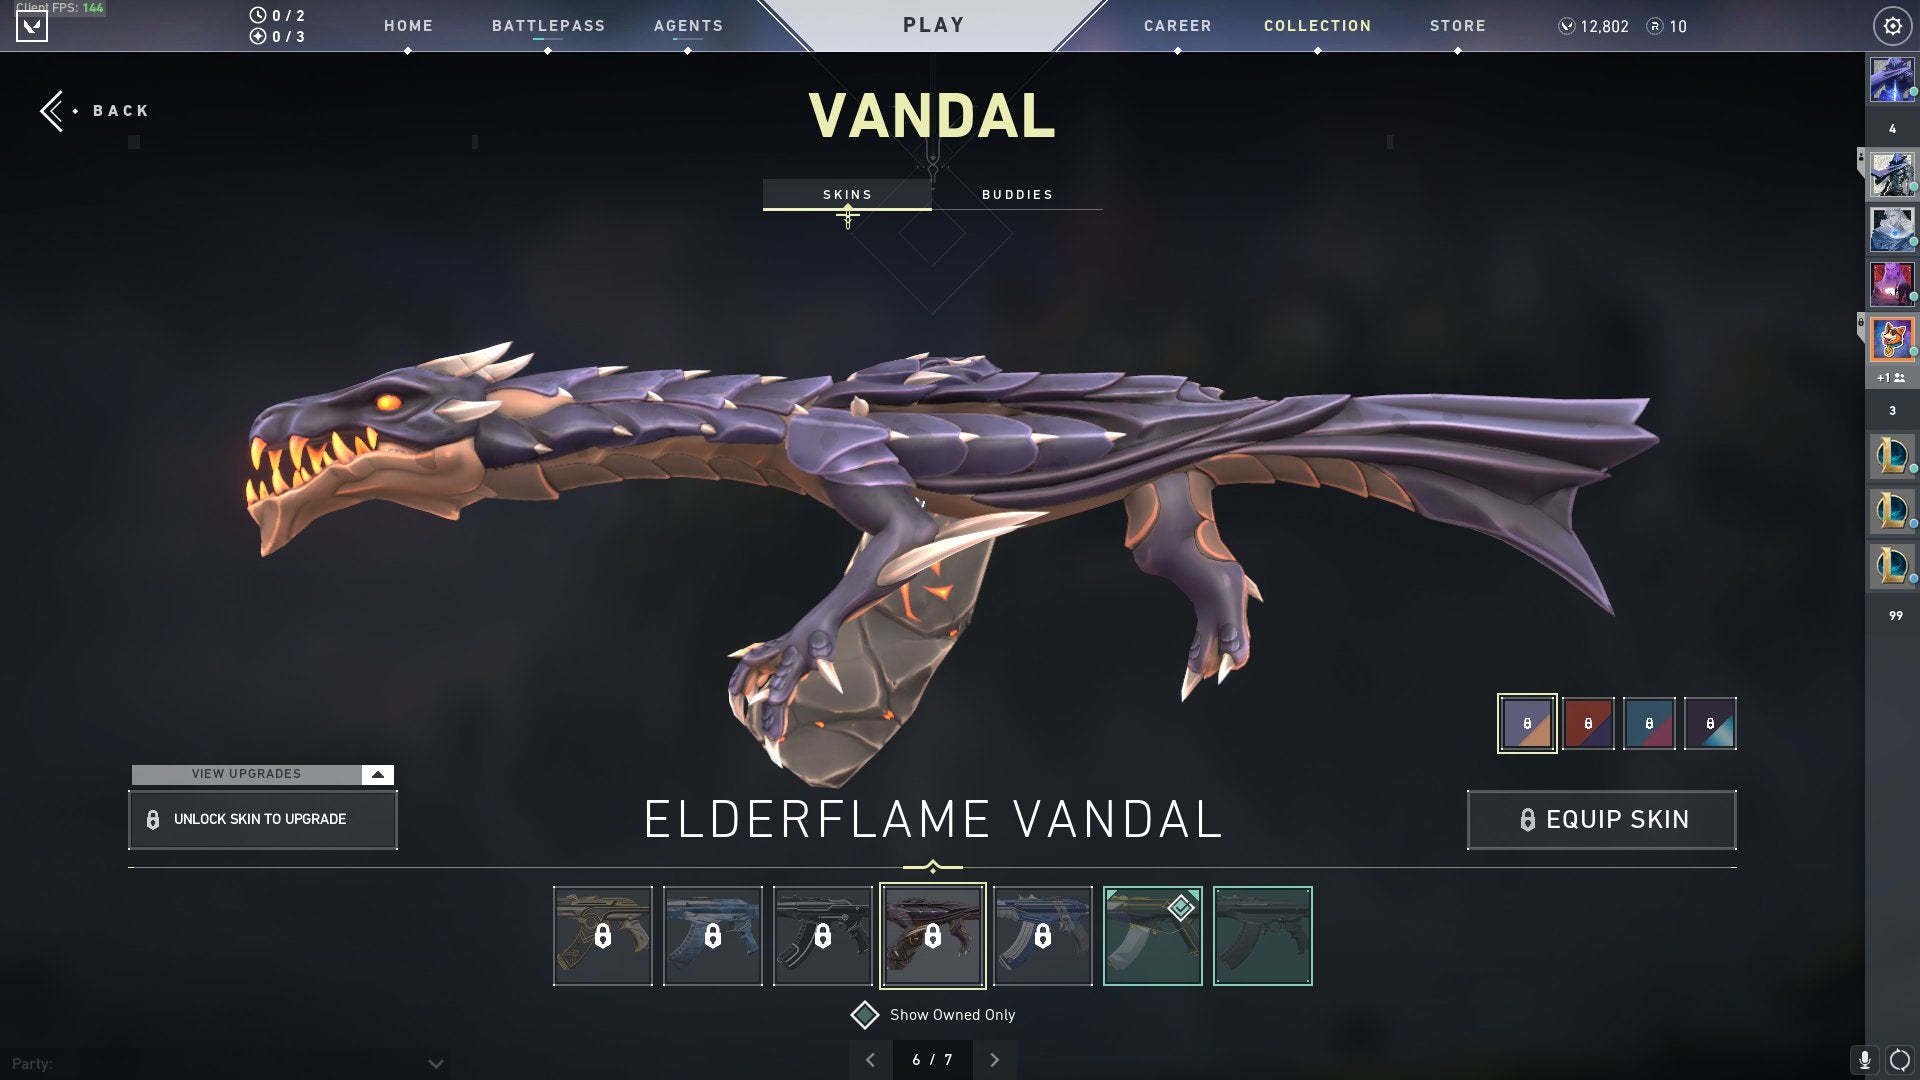 Client FPS: 144
0 / 2
0 / 3
HOME
BATTLEPASS
AGENTS
PLAY
CAREER
COLLECTION
STORE
12,802
10
BACK
VANDAL
SKINS
BUDDIES
4
+1
3
99
VIEW UPGRADES
UNLOCK SKIN TO UPGRADE
ELDERFLAME VANDAL
EQUIP SKIN
Show Owned Only
6 / 7
Party: